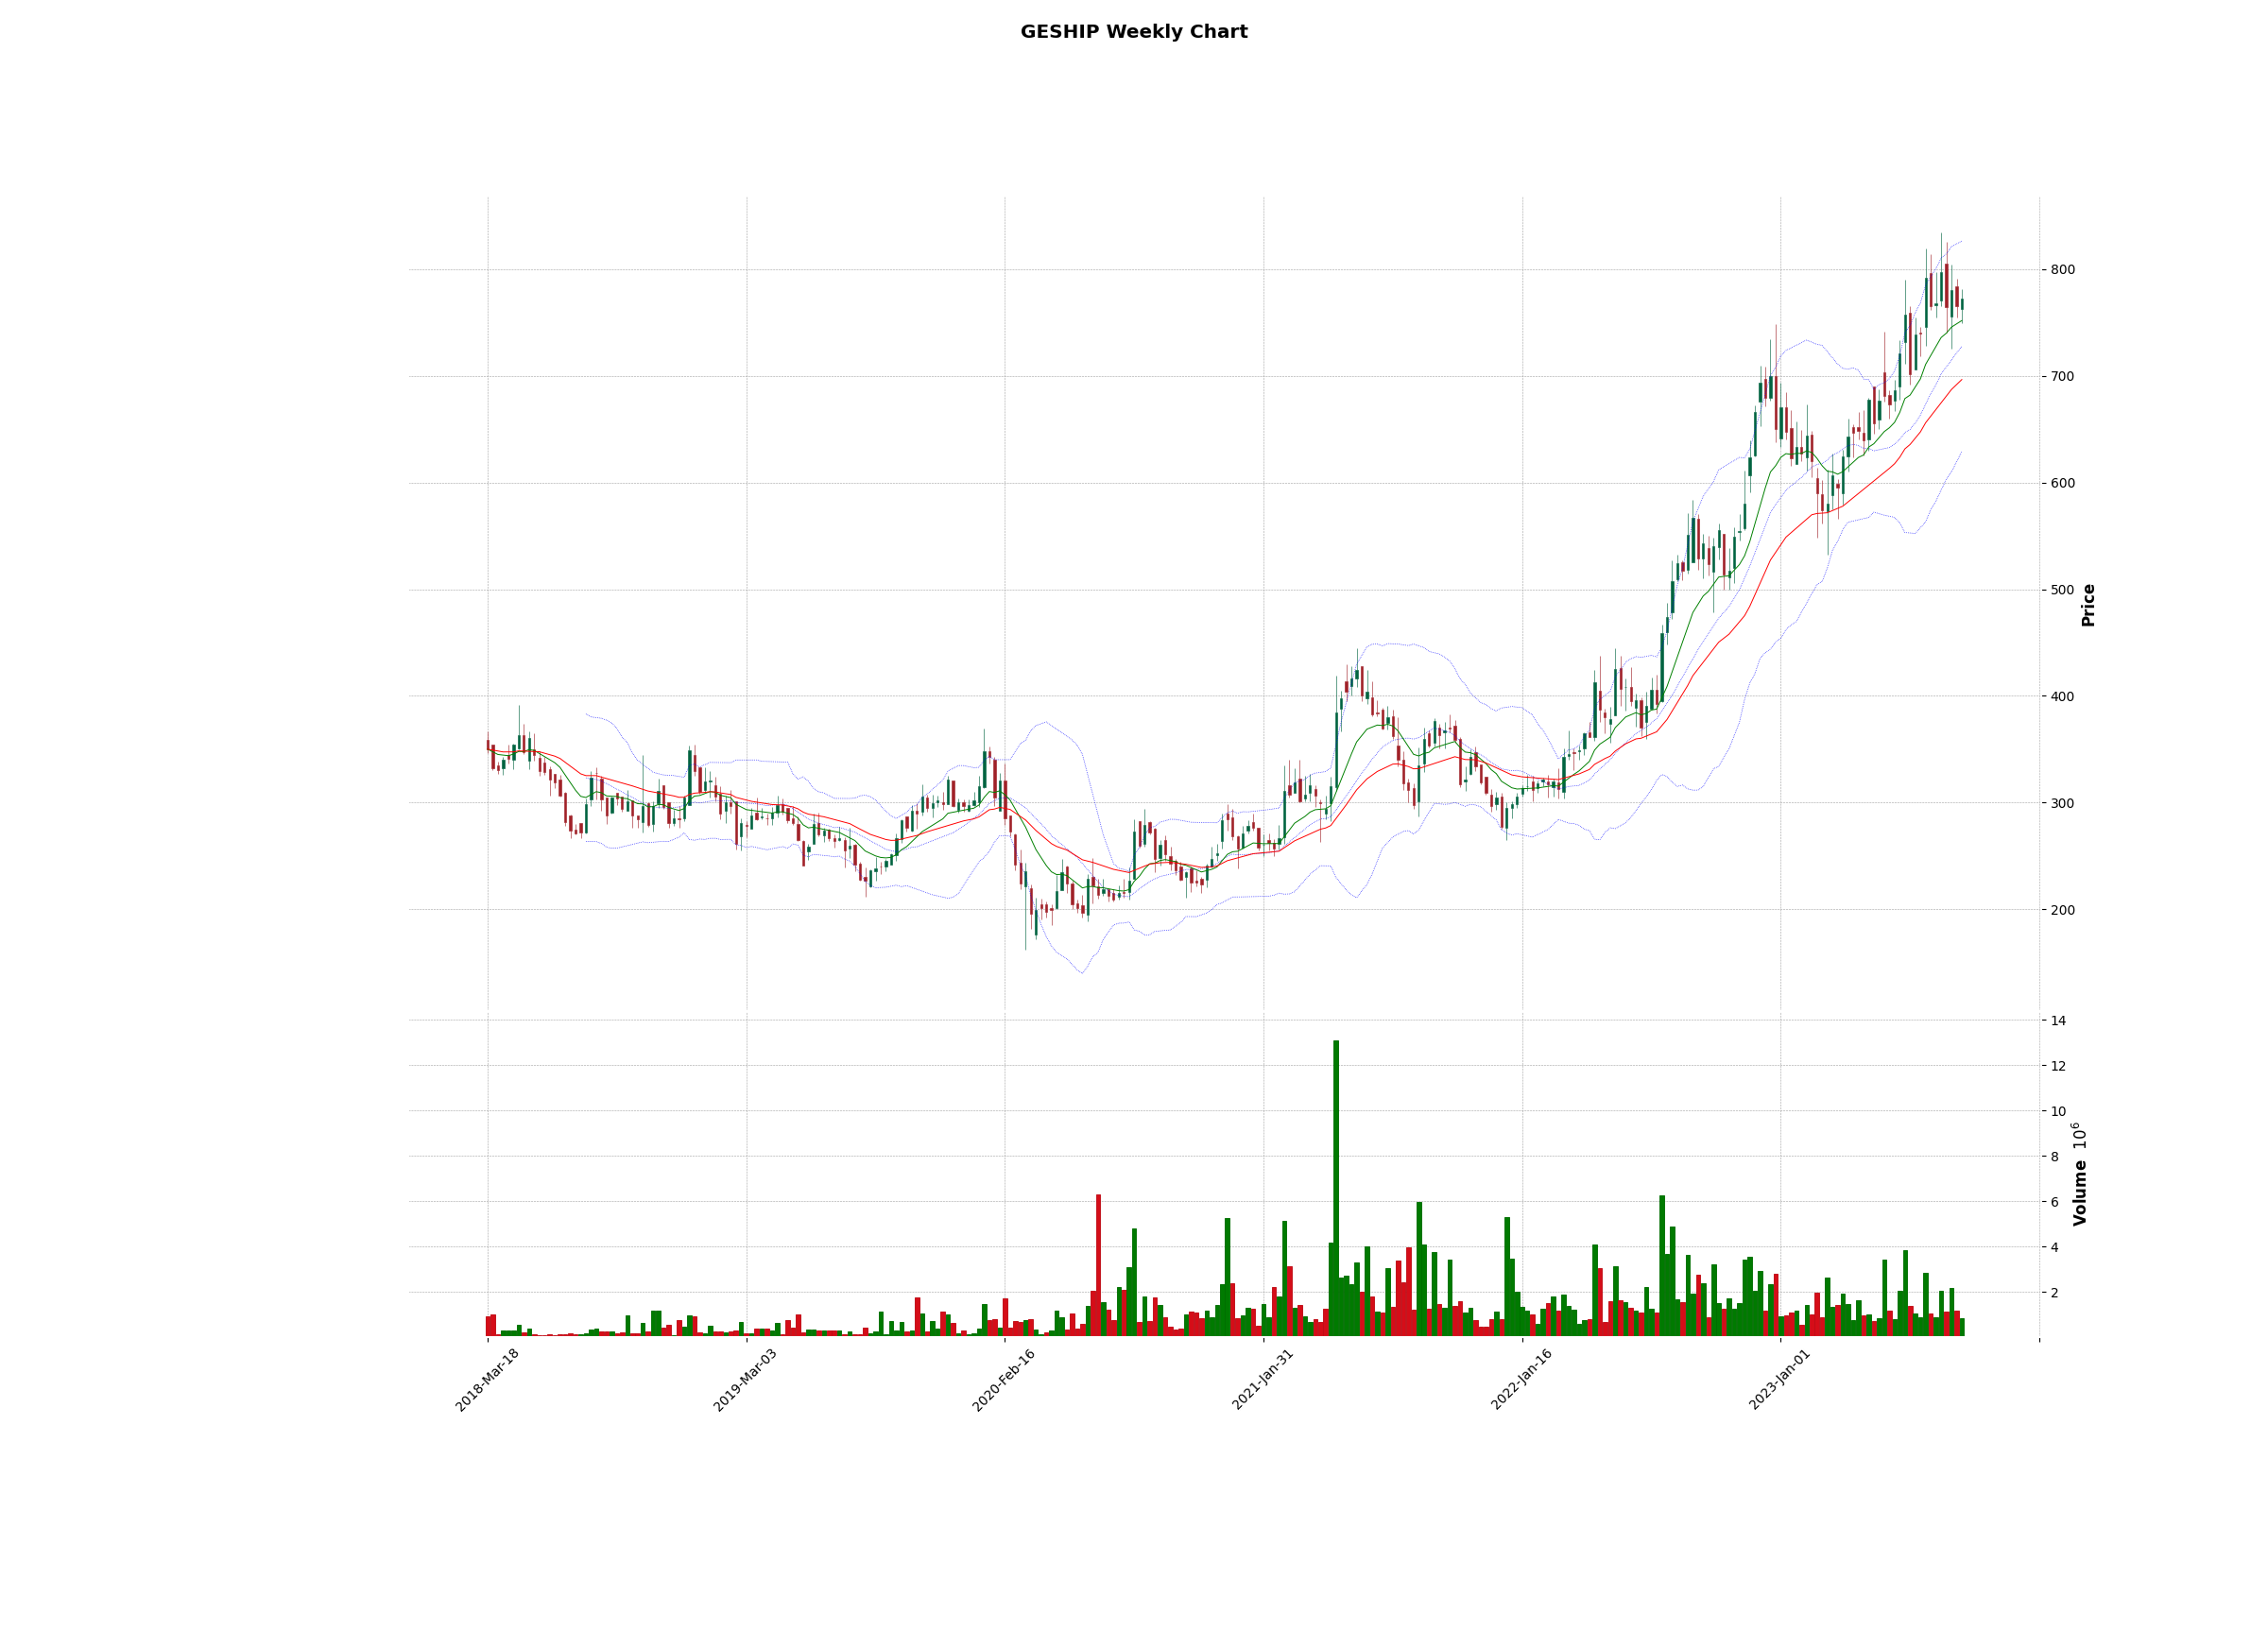 GESHIP Weekly Chart
800
700
600
500
400
300
200
Price
14
12
10
8
6
4
2
Volume 10^6
2018-Mar-18
2019-Mar-03
2020-Feb-16
2021-Jan-31
2022-Jan-16
2023-Jan-01